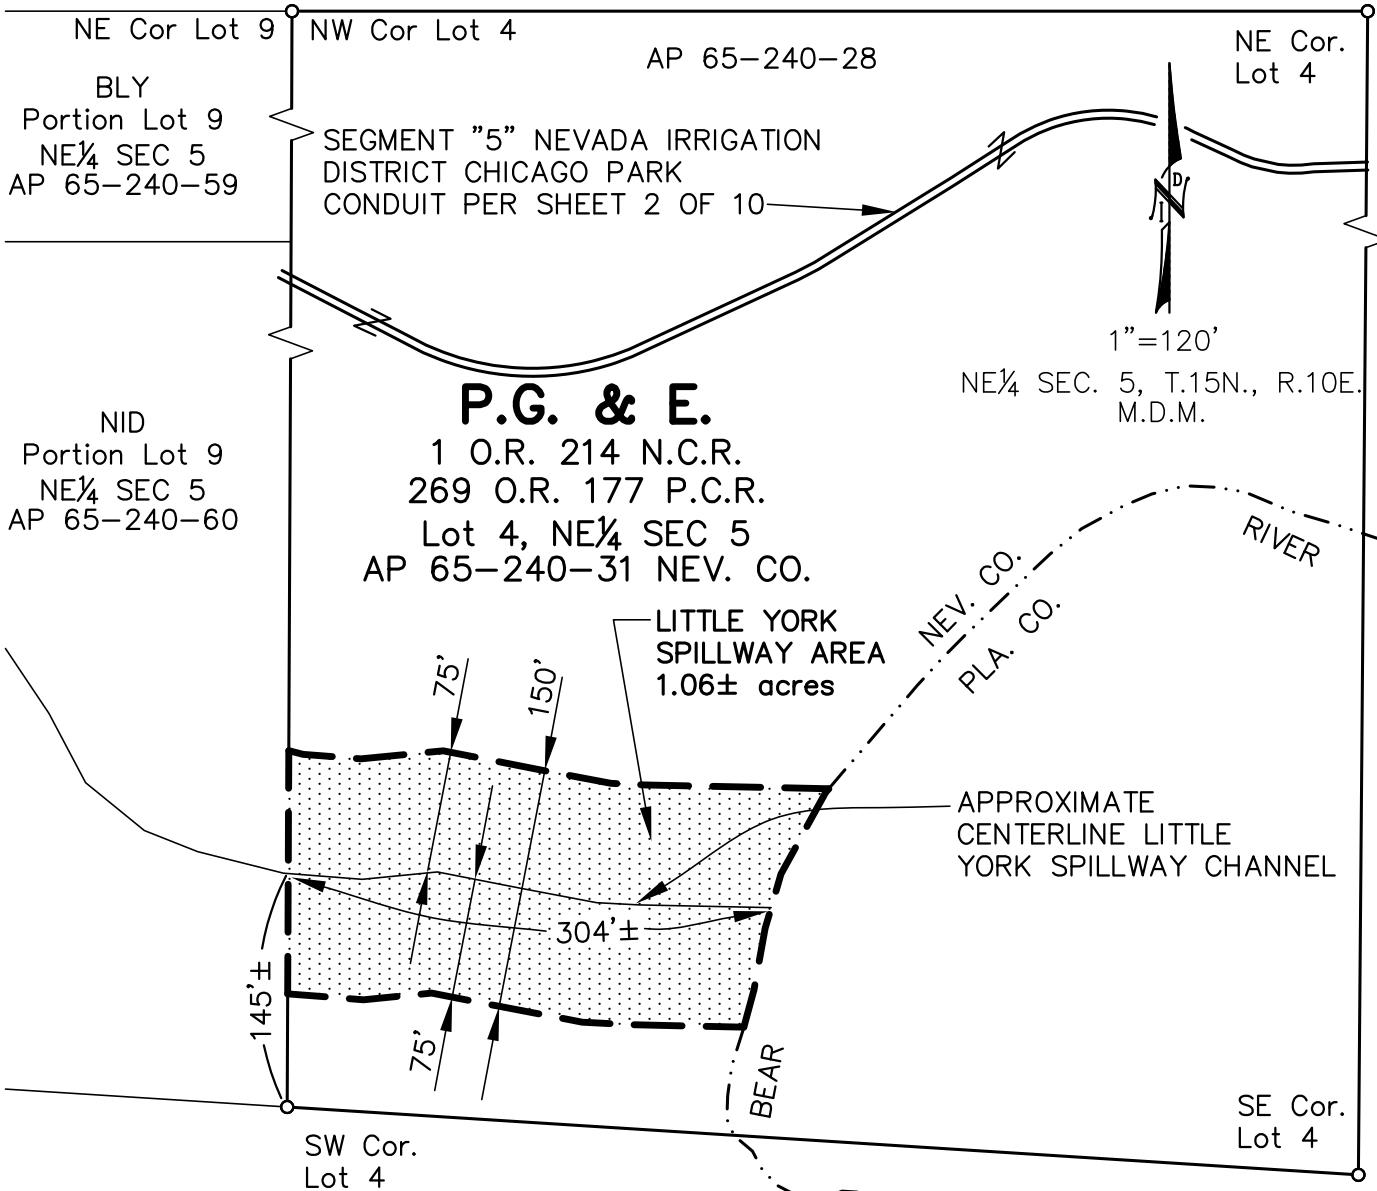 NE Cor Lot 9
NW Cor Lot 4
AP 65-240-28
NE Cor.
Lot 4
BLY
Portion Lot 9
NE¼ SEC 5
AP 65-240-59
SEGMENT "5" NEVADA IRRIGATION
DISTRICT CHICAGO PARK
CONDUIT PER SHEET 2 OF 10
N
I
D
1"=120'
NE¼ SEC. 5, T.15N., R.10E.
M.D.M.
NID
Portion Lot 9
NE¼ SEC 5
AP 65-240-60
P.G. & E.
1 O.R. 214 N.C.R.
269 O.R. 177 P.C.R.
Lot 4, NE¼ SEC 5
AP 65-240-31 NEV. CO.
RIVER
NEV. CO.
PLA. CO.
LITTLE YORK
SPILLWAY AREA
1.06± acres
75'
150'
APPROXIMATE
CENTERLINE LITTLE
YORK SPILLWAY CHANNEL
304'±
145'±
75'
BEAR
SW Cor.
Lot 4
SE Cor.
Lot 4